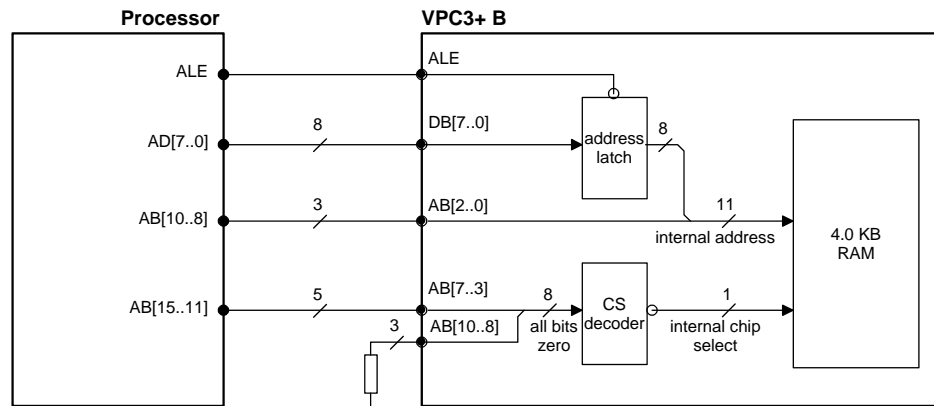 Processor
VPC3+ B
ALE
ALE
AD[7..0]
8
DB[7..0]
address
latch
8
AB[10..8]
3
AB[2..0]
11
internal address
4.0 KB
RAM
AB[15..11]
5
AB[7..3]
8
all bits
zero
CS
decoder
1
internal chip
select
3
AB[10..8]